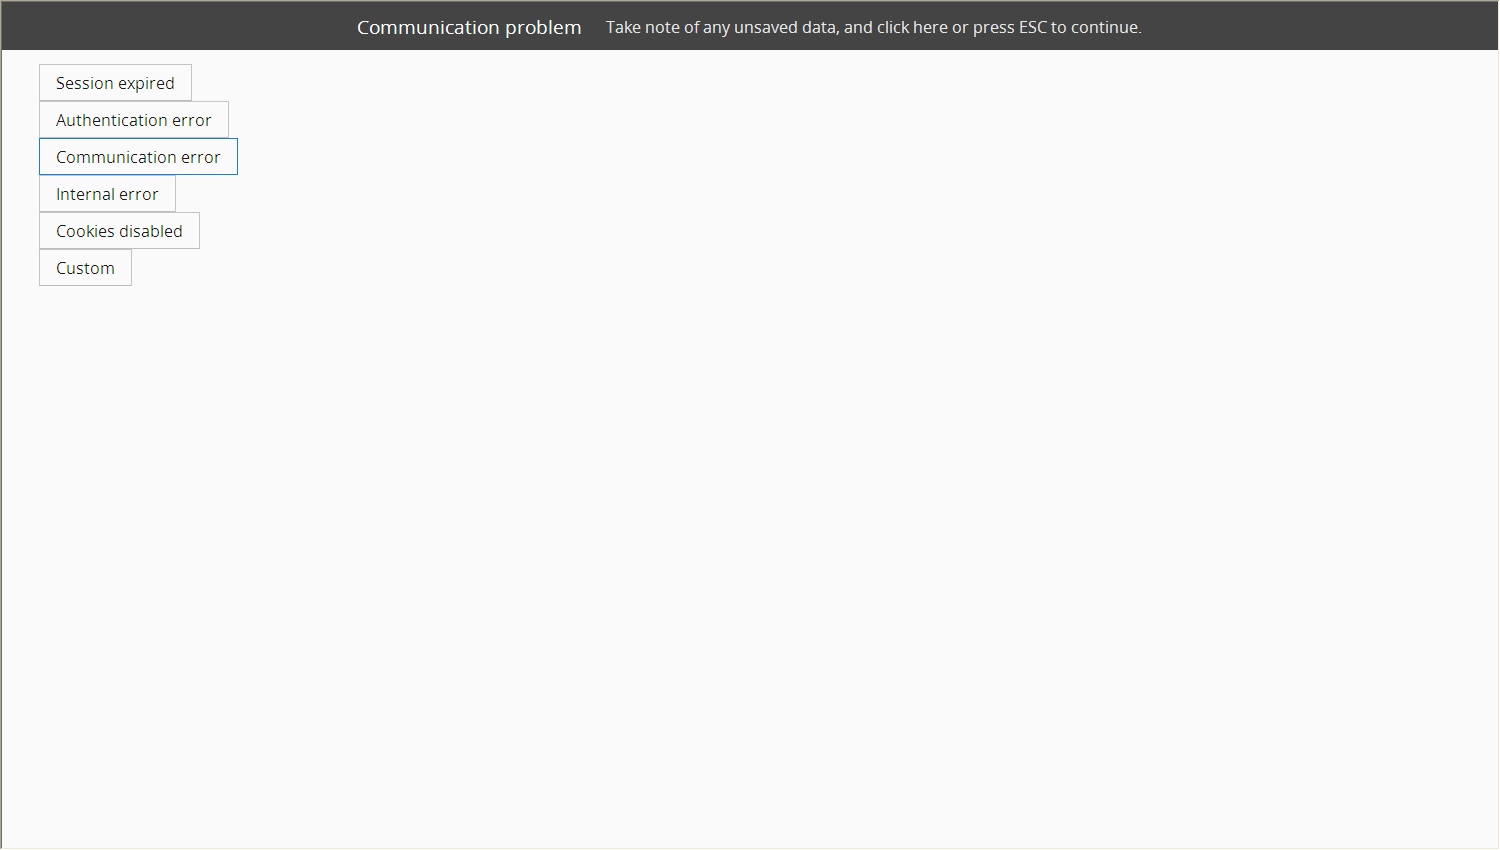 Communication problem Take note of any unsaved data, and click here or press ESC to continue.
Session expired
Authentication error
Communication error
Internal error
Cookies disabled
Custom